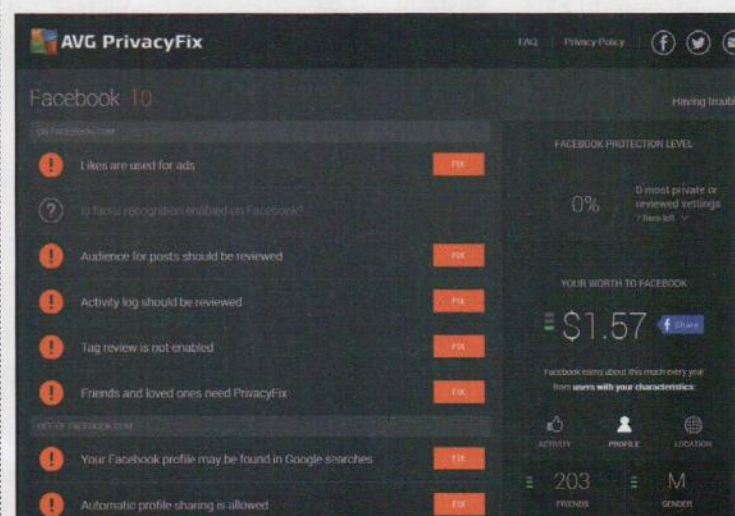 AVG PrivacyFix
FAQ
Privacy Policy
Facebook 10
Having troubl
ON FACEBOOK.COM
Likes are used for ads
FIX
Is facial recognition enabled on Facebook?
Audience for posts should be reviewed
FIX
Activity log should be reviewed
FIX
Tag review is not enabled
FIX
Friends and loved ones need PrivacyFix
FIX
OFF OF FACEBOOK.COM
Your Facebook profile may be found in Google searches
FIX
Automatic profile sharing is allowed
FIX
FACEBOOK PROTECTION LEVEL
0%
0 most private or
reviewed settings
YOUR WORTH TO FACEBOOK
$1.57
f Share
Facebook earns about this much every year
from users with your characteristics:
ACTIVITY
PROFILE
LOCATION
203
FRIENDS
M
GENDER